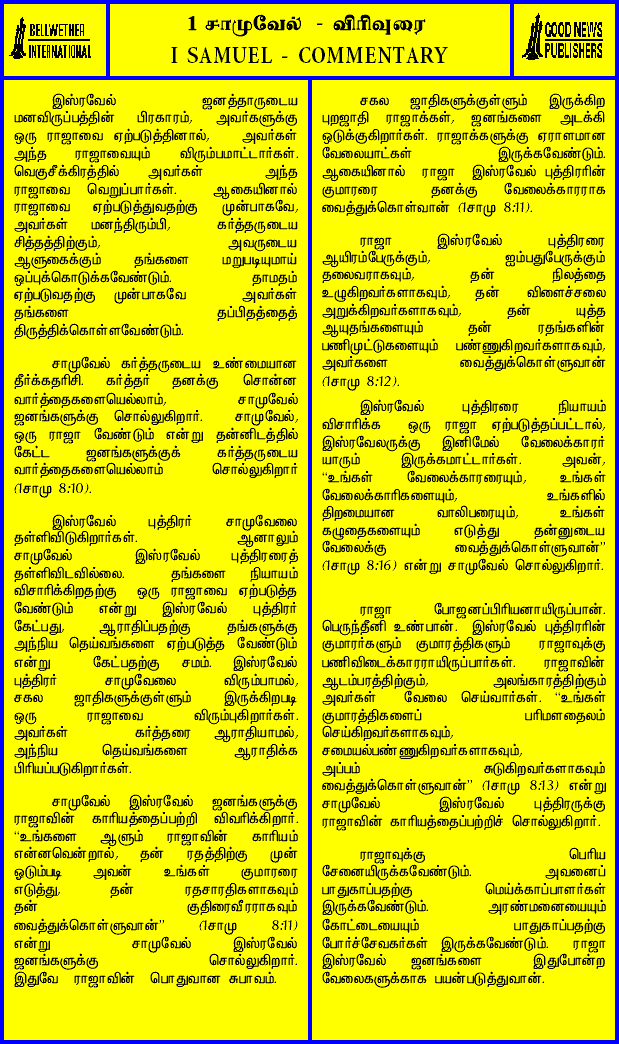 BELLWETHER
INTERNATIONAL
1 சாமுவேல் - விரிவுரை
I SAMUEL - COMMENTARY
GOOD NEWS
PUBLISHERS
இஸ்ரவேல் ஜனத்தாருடைய
மனவிருப்பத்தின் பிரகாரம், அவர்களுக்கு
ஒரு ராஜாவை ஏற்படுத்தினால், அவர்கள்
அந்த ராஜாவையும் விரும்பமாட்டார்கள்.
வெகுசீக்கிரத்தில் அவர்கள் அந்த
ராஜாவை வெறுப்பார்கள். ஆகையினால்
ராஜாவை ஏற்படுத்துவதற்கு முன்பாகவே,
அவர்கள் மனந்திரும்பி, கர்த்தருடைய
சித்தத்திற்கும், அவருடைய
ஆளுகைக்கும் தங்களை மறுபடியுமாய்
ஒப்புக்கொடுக்கவேண்டும். தாமதம்
ஏற்படுவதற்கு முன்பாகவே அவர்கள்
தங்களை தப்பிதத்தைத்
திருத்திக்கொள்ளவேண்டும்.
சாமுவேல் கர்த்தருடைய உண்மையான
தீர்க்கதரிசி. கர்த்தர் தனக்கு சொன்ன
வார்த்தைகளையெல்லாம், சாமுவேல்
ஜனங்களுக்கு சொல்லுகிறார். சாமுவேல்,
ஒரு ராஜா வேண்டும் என்று தன்னிடத்தில்
கேட்ட ஜனங்களுக்குக் கர்த்தருடைய
வார்த்தைகளையெல்லாம் சொல்லுகிறார்
(1சாமு 8:10).
இஸ்ரவேல் புத்திரர் சாமுவேலை
தள்ளிவிடுகிறார்கள். ஆனாலும்
சாமுவேல் இஸ்ரவேல் புத்திரரைத்
தள்ளிவிடவில்லை. தங்களை நியாயம்
விசாரிக்கிறதற்கு ஒரு ராஜாவை ஏற்படுத்த
வேண்டும் என்று இஸ்ரவேல் புத்திரர்
கேட்பது, ஆராதிப்பதற்கு தங்களுக்கு
அந்நிய தெய்வங்களை ஏற்படுத்த வேண்டும்
என்று கேட்பதற்கு சமம். இஸ்ரவேல்
புத்திரர் சாமுவேலை விரும்பாமல்,
சகல ஜாதிகளுக்குள்ளும் இருக்கிறபடி
ஒரு ராஜாவை விரும்புகிறார்கள்.
அவர்கள் கர்த்தரை ஆராதியாமல்,
அந்நிய தெய்வங்களை ஆராதிக்க
பிரியப்படுகிறார்கள்.
சாமுவேல் இஸ்ரவேல் ஜனங்களுக்கு
ராஜாவின் காரியத்தைப்பற்றி விவரிக்கிறார்.
“உங்களை ஆளும் ராஜாவின் காரியம்
என்னவென்றால், தன் ரதத்திற்கு முன்
ஓடும்படி அவன் உங்கள் குமாரரை
எடுத்து, தன் ரதசாரதிகளாகவும்
தன் குதிரைவீரராகவும்
வைத்துக்கொள்ளுவான்” (1சாமு 8:11)
என்று சாமுவேல் இஸ்ரவேல்
ஜனங்களுக்கு சொல்லுகிறார்.
இதுவே ராஜாவின் பொதுவான சுபாவம்.
சகல ஜாதிகளுக்குள்ளும் இருக்கிற
புறஜாதி ராஜாக்கள், ஜனங்களை அடக்கி
ஒடுக்குகிறார்கள். ராஜாக்களுக்கு ஏராளமான
வேலையாட்கள் இருக்கவேண்டும்.
ஆகையினால் ராஜா இஸ்ரவேல் புத்திரரின்
குமாரரை தனக்கு வேலைக்காரராக
வைத்துக்கொள்வான் (1சாமு 8:11).
ராஜா இஸ்ரவேல் புத்திரரை
ஆயிரம்பேருக்கும், ஐம்பதுபேருக்கும்
தலைவராகவும், தன் நிலத்தை
உழுகிறவர்களாகவும், தன் விளைச்சலை
அறுக்கிறவர்களாகவும், தன் யுத்த
ஆயுதங்களையும் தன் ரதங்களின்
பணிமுட்டுகளையும் பண்ணுகிறவர்களாகவும்,
அவர்களை வைத்துக்கொள்ளுவான்
(1சாமு 8:12).
இஸ்ரவேல் புத்திரரை நியாயம்
விசாரிக்க ஒரு ராஜா ஏற்படுத்தப்பட்டால்,
இஸ்ரவேலருக்கு இனிமேல் வேலைக்காரர்
யாரும் இருக்கமாட்டார்கள். அவன்,
“உங்கள் வேலைக்காரரையும், உங்கள்
வேலைக்காரிகளையும், உங்களில்
திறமையான வாலிபரையும், உங்கள்
கழுதைகளையும் எடுத்து தன்னுடைய
வேலைக்கு வைத்துக்கொள்ளுவான்”
(1சாமு 8:16) என்று சாமுவேல் சொல்லுகிறார்.
ராஜா போஜனப்பிரியனாயிருப்பான்.
பெருந்தீனி உண்பான். இஸ்ரவேல் புத்திரரின்
குமாரர்களும் குமாரத்திகளும் ராஜாவுக்கு
பணிவிடைக்காரராயிருப்பார்கள். ராஜாவின்
ஆடம்பரத்திற்கும், அலங்காரத்திற்கும்
அவர்கள் வேலை செய்வார்கள். “உங்கள்
குமாரத்திகளைப் பரிமளதைலம்
செய்கிறவர்களாகவும்,
சமையல்பண்ணுகிறவர்களாகவும்,
அப்பம் சுடுகிறவர்களாகவும்
வைத்துக்கொள்ளுவான்” (1சாமு 8:13) என்று
சாமுவேல் இஸ்ரவேல் புத்திரருக்கு
ராஜாவின் காரியத்தைப்பற்றிச் சொல்லுகிறார்.
ராஜாவுக்கு பெரிய
சேனையிருக்கவேண்டும். அவனைப்
பாதுகாப்பதற்கு மெய்க்காப்பாளர்கள்
இருக்கவேண்டும். அரண்மனையையும்
கோட்டையையும் பாதுகாப்பதற்கு
போர்ச்சேவகர்கள் இருக்கவேண்டும். ராஜா
இஸ்ரவேல் ஜனங்களை இதுபோன்ற
வேலைகளுக்காக பயன்படுத்துவான்.